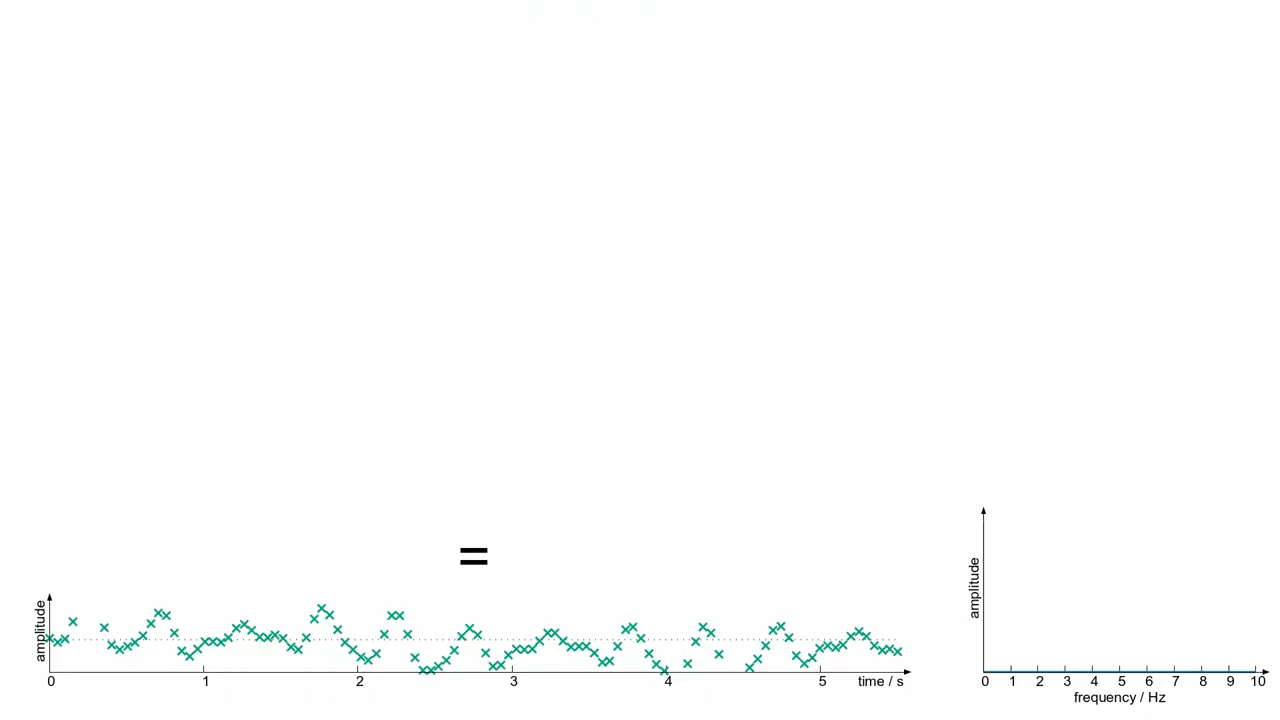 =
amplitude
0 1 2 3 4 5 time / s
amplitude
0 1 2 3 4 5 6 7 8 9 10
frequency / Hz